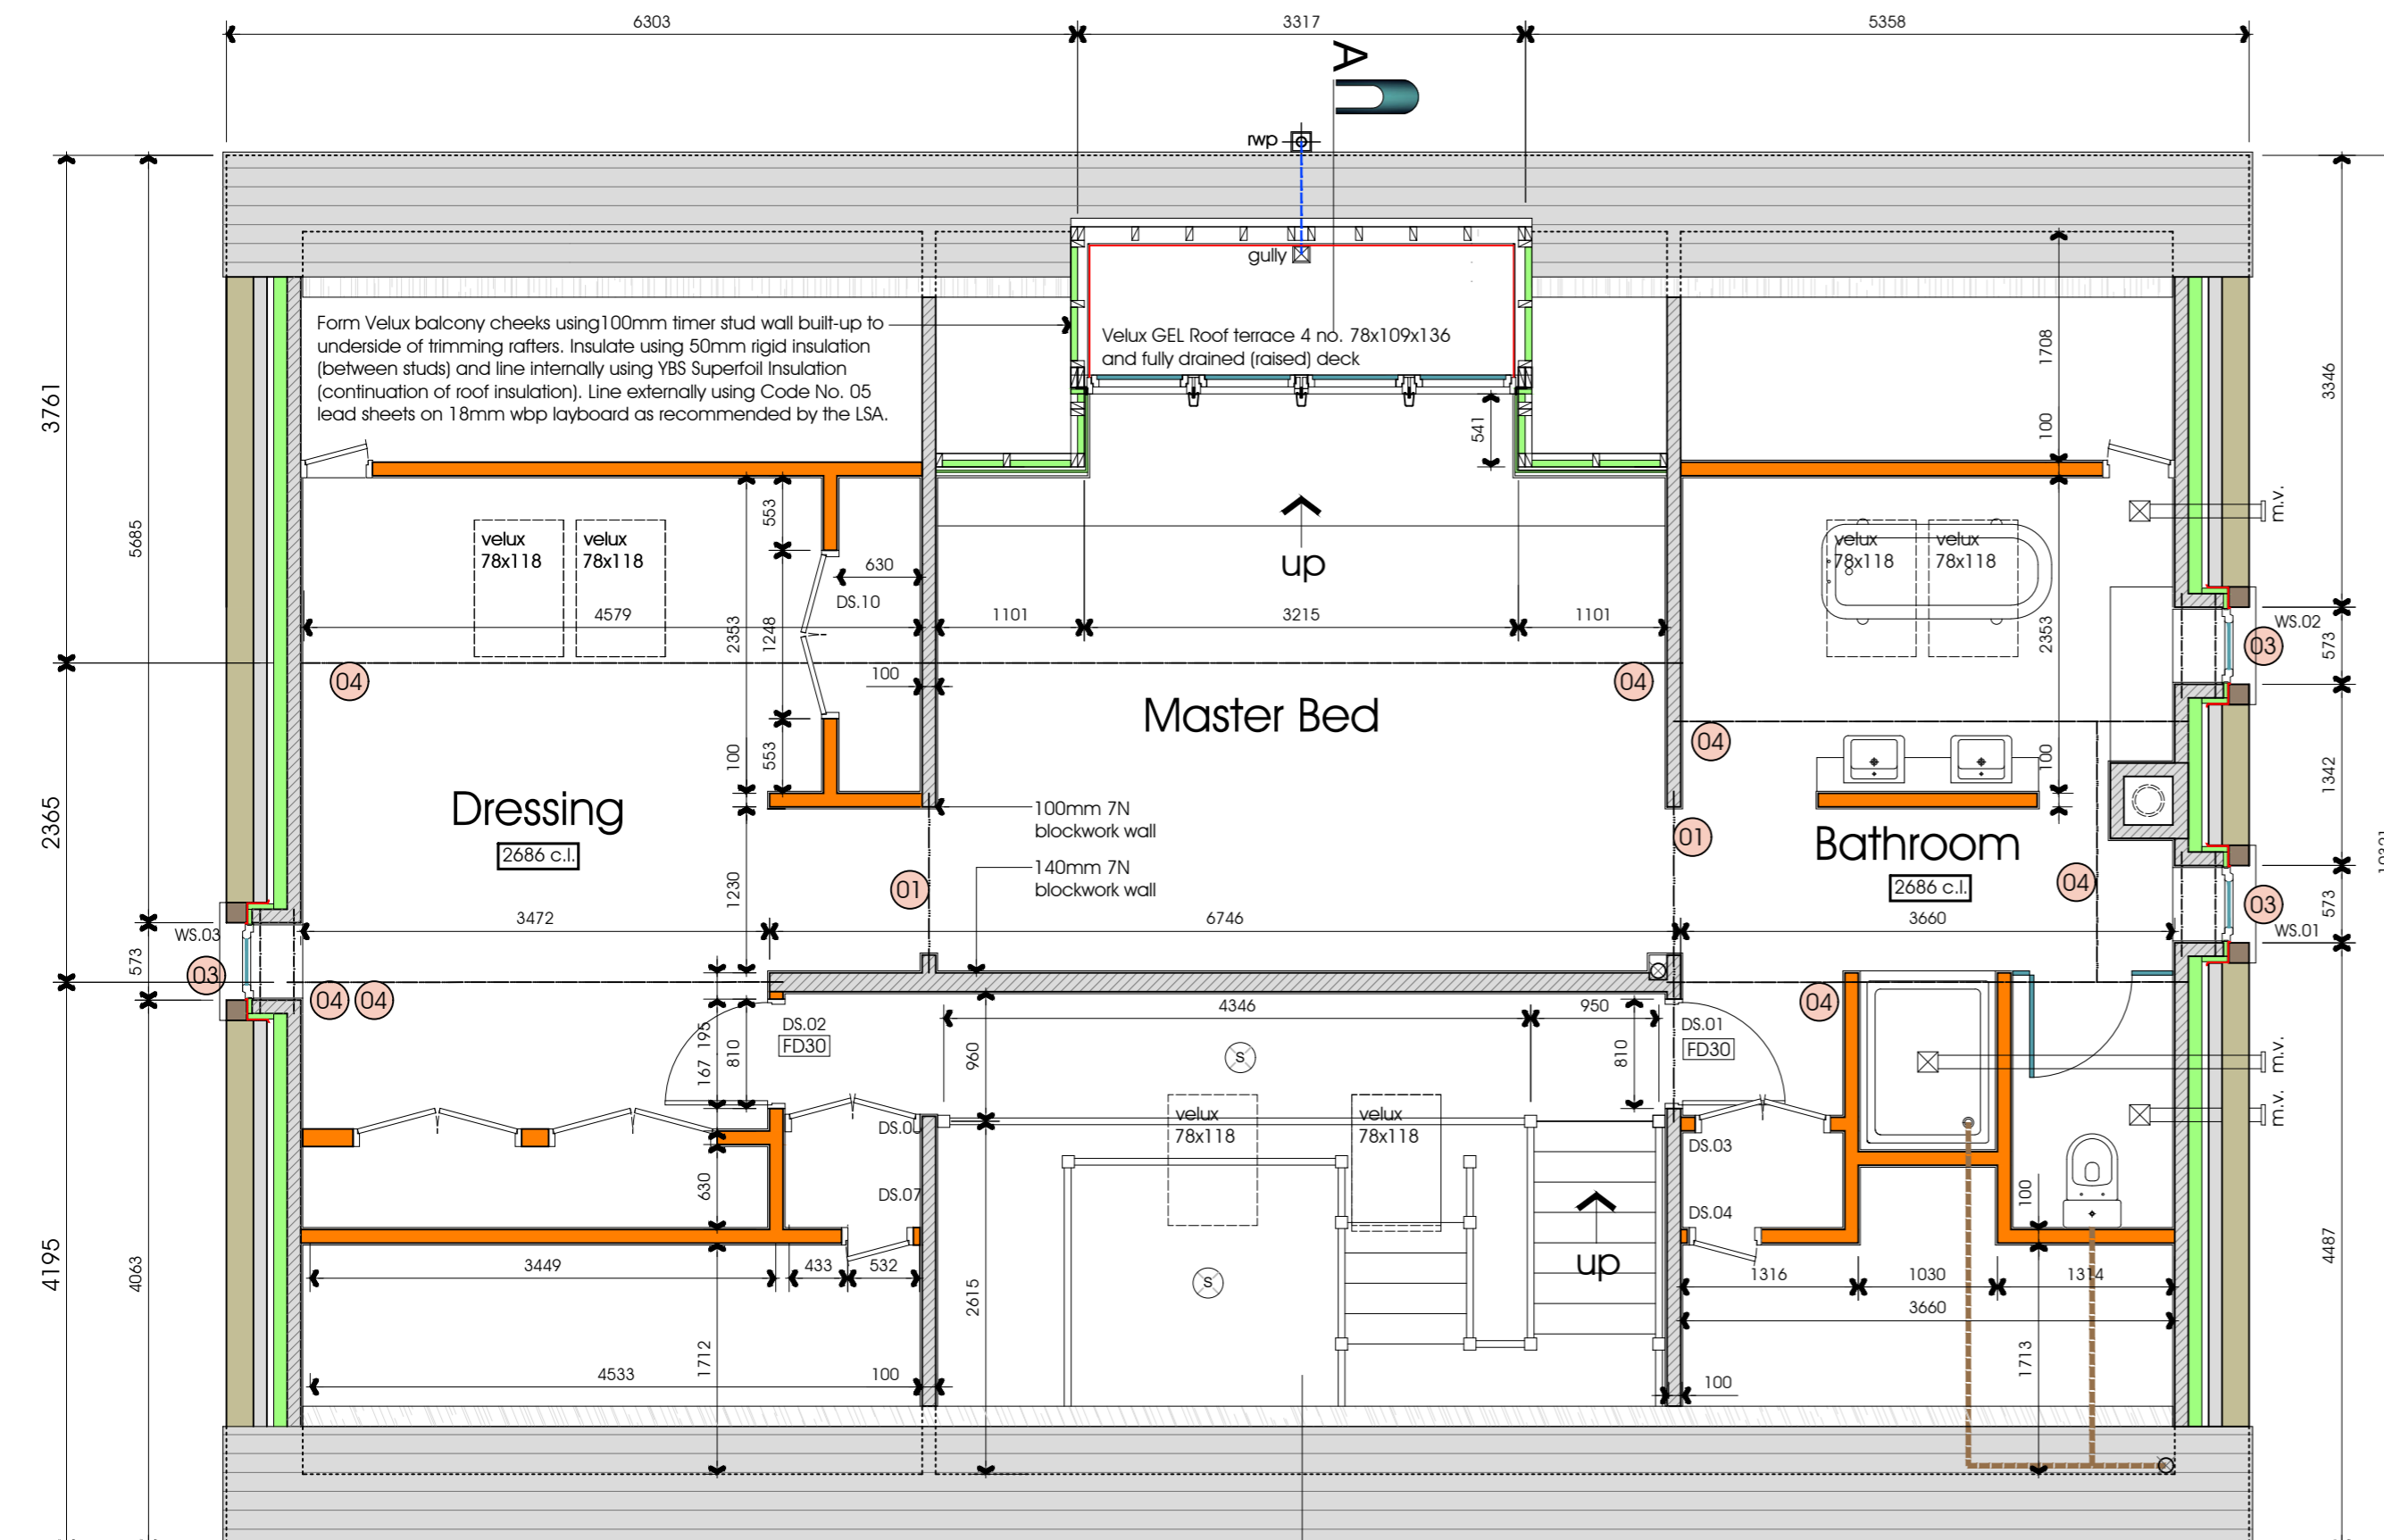 6303
3317
5358
A
rwp
gully
Form Velux balcony cheeks using100mm timer stud wall built-up to
underside of trimming rafters. Insulate using 50mm rigid insulation
(between studs) and line internally using YBS Superfoil Insulation
(continuation of roof insulation). Line externally using Code No. 05
lead sheets on 18mm wbp layboard as recommended by the LSA.
Velux GEL Roof terrace 4 no. 78x109x136
and fully drained (raised) deck
3761
5685
541
1708
100
3346
m.v.
velux
78x118
velux
78x118
553
630
DS.10
up
velux
78x118
velux
78x118
4579
2353
1248
1101
3215
1101
2353
WS.02
03
573
04
100
04
Master Bed
04
100
553
100
1342
Dressing
2686 c.l.
2365
100mm 7N
blockwork wall
01
Bathroom
2686 c.l.
140mm 7N
blockwork wall
01
04
03
573
1230
3472
6746
3660
WS.01
WS.03
03
573
04
04
04
4346
950
195
167
810
DS.02
FD30
960
S
810
DS.01
FD30
m.v.
m.v.
velux
78x118
velux
78x118
DS.03
DS.07
DS.04
630
100
4195
4063
3449
433
532
S
up
1316
1030
1314
4487
2615
3660
1712
4533
100
100
1713